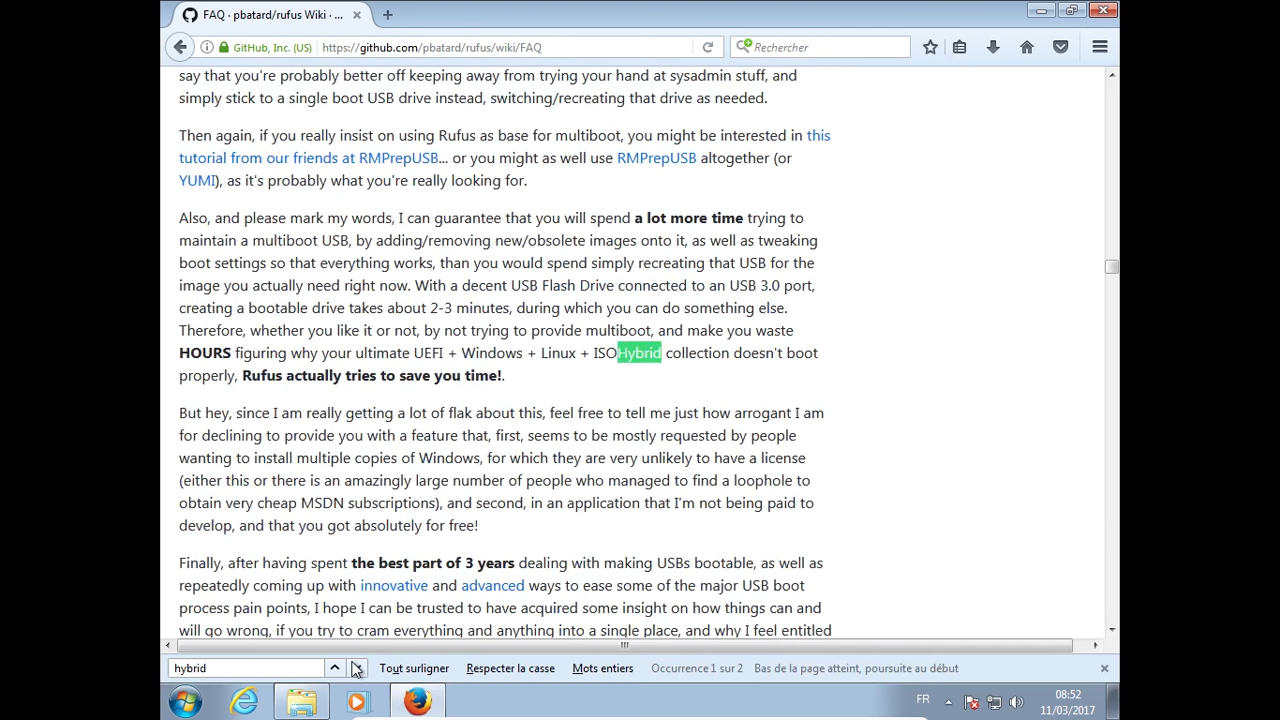 FAQ · pbatard/rufus Wiki · ...
GitHub, Inc. (US) https://github.com/pbatard/rufus/wiki/FAQ Rechercher
say that you're probably better off keeping away from trying your hand at sysadmin stuff, and
simply stick to a single boot USB drive instead, switching/recreating that drive as needed.
Then again, if you really insist on using Rufus as base for multiboot, you might be interested in this
tutorial from our friends at RMPrepUSB... or you might as well use RMPrepUSB altogether (or
YUMI), as it's probably what you're really looking for.
Also, and please mark my words, I can guarantee that you will spend a lot more time trying to
maintain a multiboot USB, by adding/removing new/obsolete images onto it, as well as tweaking
boot settings so that everything works, than you would spend simply recreating that USB for the
image you actually need right now. With a decent USB Flash Drive connected to an USB 3.0 port,
creating a bootable drive takes about 2-3 minutes, during which you can do something else.
Therefore, whether you like it or not, by not trying to provide multiboot, and make you waste
HOURS figuring why your ultimate UEFI + Windows + Linux + ISOHybrid collection doesn't boot
properly, Rufus actually tries to save you time!.
But hey, since I am really getting a lot of flak about this, feel free to tell me just how arrogant I am
for declining to provide you with a feature that, first, seems to be mostly requested by people
wanting to install multiple copies of Windows, for which they are very unlikely to have a license
(either this or there is an amazingly large number of people who managed to find a loophole to
obtain very cheap MSDN subscriptions), and second, in an application that I'm not being paid to
develop, and that you got absolutely for free!
Finally, after having spent the best part of 3 years dealing with making USBs bootable, as well as
repeatedly coming up with innovative and advanced ways to ease some of the major USB boot
process pain points, I hope I can be trusted to have acquired some insight on how things can and
will go wrong, if you try to cram everything and anything into a single place, and why I feel entitled
hybrid Tout surligner Respecter la casse Mots entiers Occurrence 1 sur 2 Bas de la page atteint, poursuite au début
FR 08:52
11/03/2017